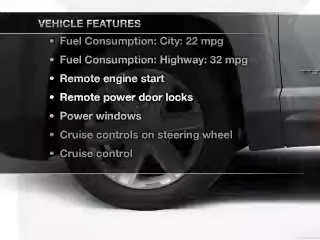 VEHICLE FEATURES
• Fuel Consumption: City: 22 mpg
• Fuel Consumption: Highway: 32 mpg
• Remote engine start
• Remote power door locks
• Power windows
• Cruise controls on steering wheel
• Cruise control